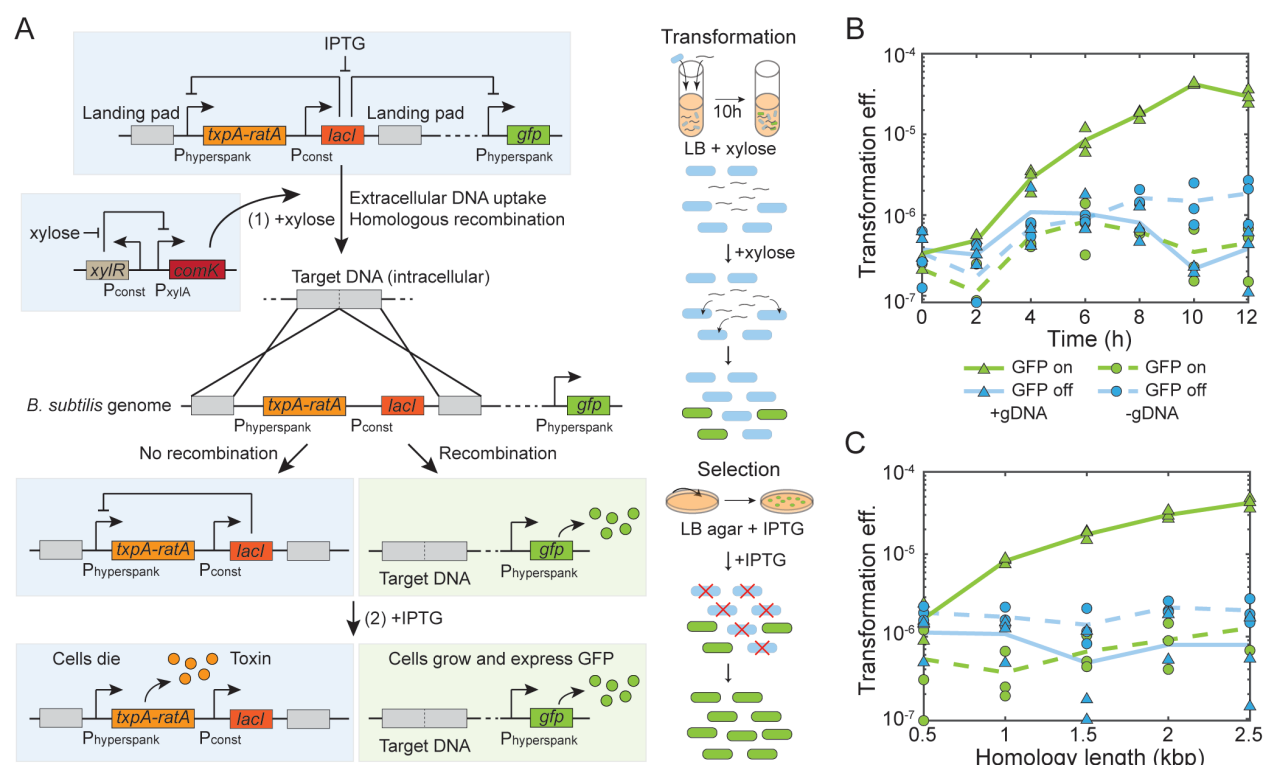 A
IPTG
Landing pad
Landing pad
txpA-ratA
lacI
gfp
Phyperspank
Pconst
Phyperspank
(1) +xylose
Extracellular DNA uptake
Homologous recombination
xylose
xylR
comK
Pconst
PxylA
Target DNA (intracellular)
B. subtilis genome
txpA-ratA
lacI
gfp
Phyperspank
Pconst
Phyperspank
No recombination
Recombination
txpA-ratA
lacI
Phyperspank
Pconst
gfp
Target DNA
Phyperspank
(2) +IPTG
Cells die
Toxin
txpA-ratA
lacI
Phyperspank
Pconst
Cells grow and express GFP
gfp
Target DNA
Phyperspank
Transformation
10h
LB + xylose
+xylose
Selection
LB agar + IPTG
+IPTG
B
Transformation eff.
10-4
10-5
10-6
10-7
0 2 4 6 8 10 12
Time (h)
GFP on
GFP on
GFP off
GFP off
+gDNA
-gDNA
C
Transformation eff.
10-4
10-5
10-6
10-7
0.5 1 1.5 2 2.5
Homology length (kbp)